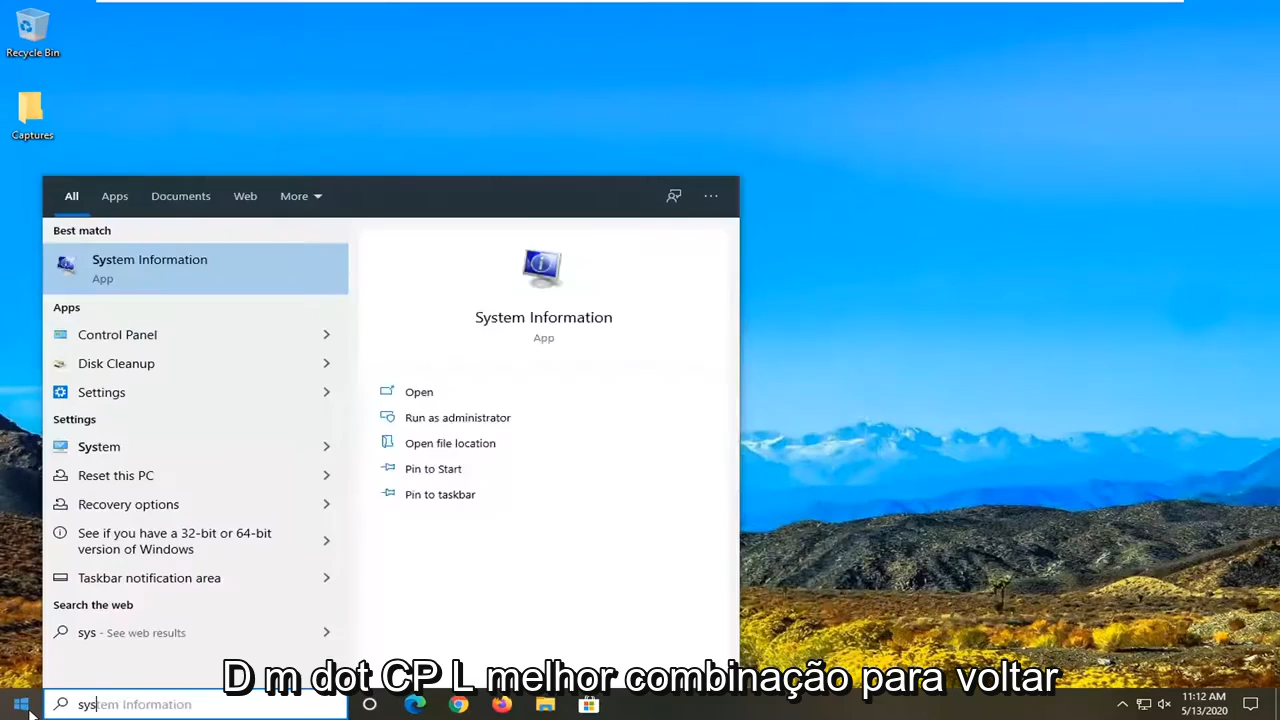 Recycle Bin
Captures
All Apps Documents Web More
Best match
System Information
App
Apps
Control Panel
Disk Cleanup
Settings
Settings
System
Reset this PC
Recovery options
See if you have a 32-bit or 64-bit
version of Windows
Taskbar notification area
Search the web
sys - See web results
System Information
App
Open
Run as administrator
Open file location
Pin to Start
Pin to taskbar
D m dot CP L melhor combinação para voltar
system Information
11:12 AM
5/13/2020